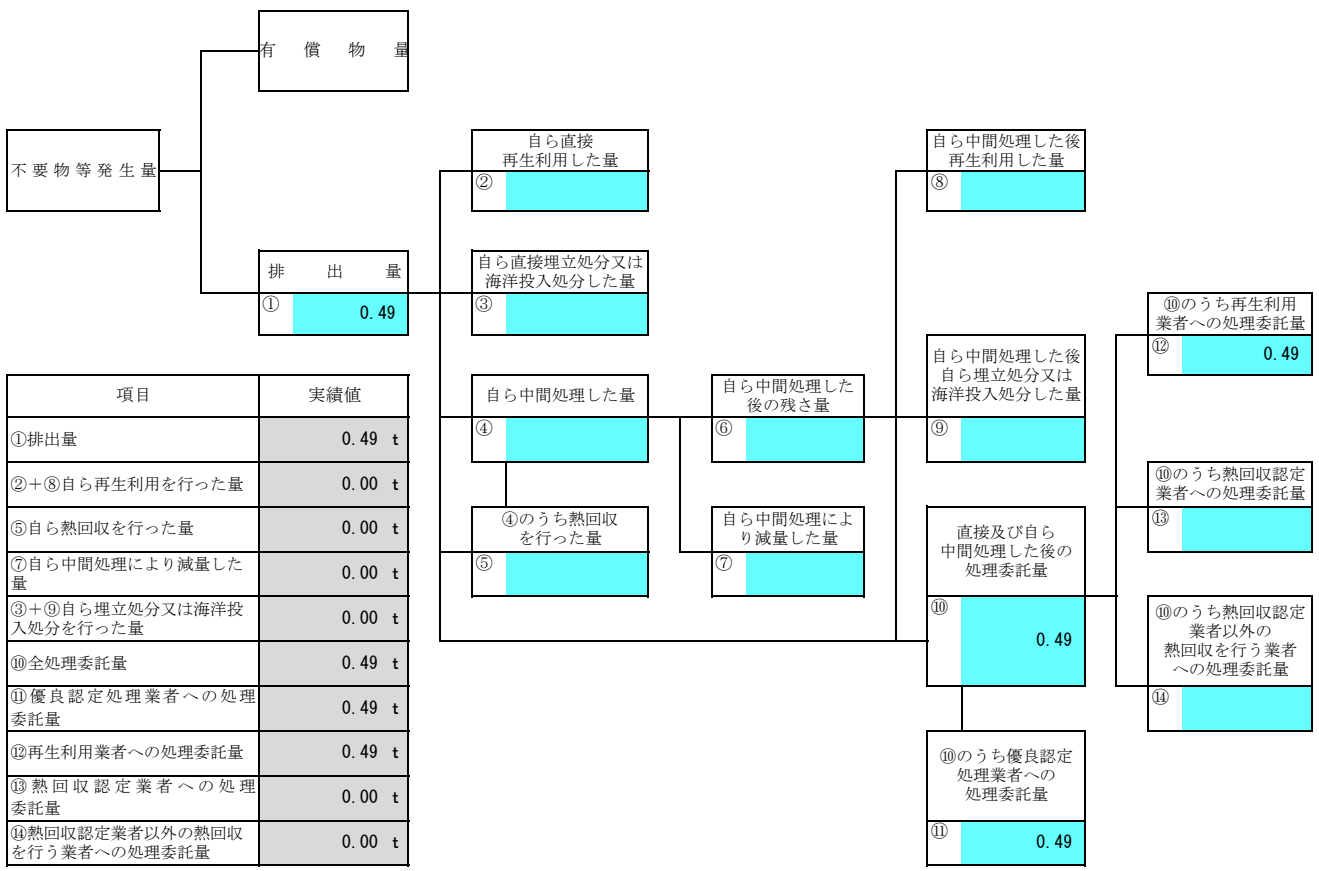 有償物量
不要物等発生量
排出量
①
0.49
自ら直接
再生利用した量
②
自ら直接埋立処分又は
海洋投入処分した量
③
自ら中間処理した量
④
④のうち熱回収
を行った量
⑤
自ら中間処理した
後の残さ量
⑥
自ら中間処理によ
り減量した量
⑦
自ら中間処理した後
再生利用した量
⑧
自ら中間処理した後
自ら埋立処分又は
海洋投入処分した量
⑨
直接及び自ら
中間処理した後の
処理委託量
⑩
0.49
⑩のうち優良認定
処理業者への
処理委託量
⑪
0.49
⑩のうち再生利用
業者への処理委託量
⑫
0.49
⑩のうち熱回収認定
業者への処理委託量
⑬
⑩のうち熱回収認定
業者以外の
熱回収を行う業者
への処理委託量
⑭
項目 実績値
①排出量 0.49 t
②+⑧自ら再生利用を行った量 0.00 t
⑤自ら熱回収を行った量 0.00 t
⑦自ら中間処理により減量した
量 0.00 t
③+⑨自ら埋立処分又は海洋投
入処分を行った量 0.00 t
⑩全処理委託量 0.49 t
⑪優良認定処理業者への処理
委託量 0.49 t
⑫再生利用業者への処理委託量 0.49 t
⑬熱回収認定業者への処理
委託量 0.00 t
⑭熱回収認定業者以外の熱回収
を行う業者への処理委託量 0.00 t